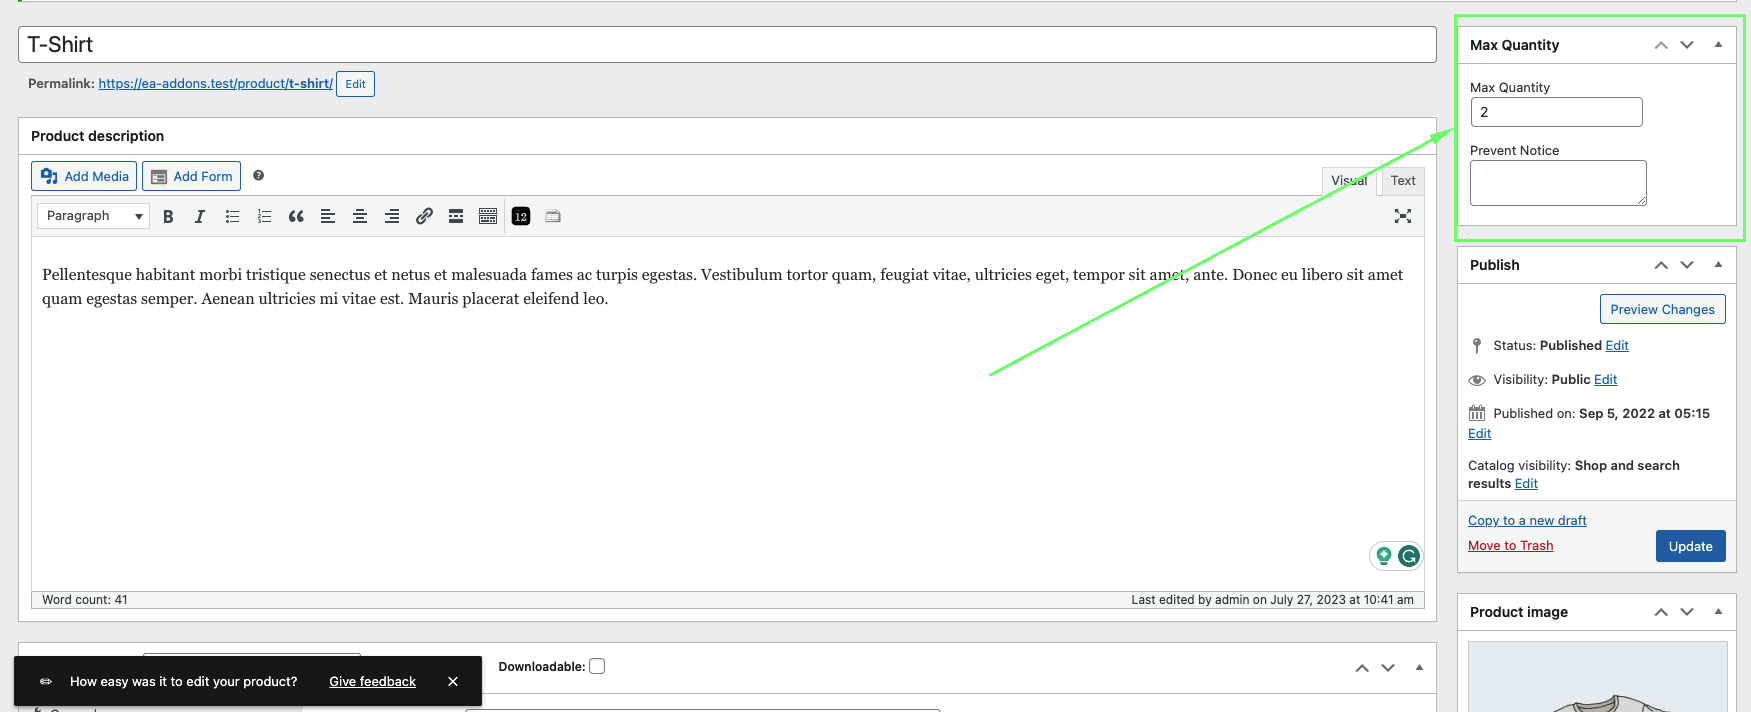 T-Shirt
Permalink: https://ea-addons.test/product/t-shirt/ Edit
Product description
Add Media Add Form ?
Visual Text
Paragraph B I 12
Pellentesque habitant morbi tristique senectus et netus et malesuada fames ac turpis egestas. Vestibulum tortor quam, feugiat vitae, ultricies eget, tempor sit amet, ante. Donec eu libero sit amet
quam egestas semper. Aenean ultricies mi vitae est. Mauris placerat eleifend leo.
Word count: 41 Last edited by admin on July 27, 2023 at 10:41 am
Downloadable:
How easy was it to edit your product? Give feedback
Max Quantity
Max Quantity
2
Prevent Notice
Publish
Preview Changes
Status: Published Edit
Visibility: Public Edit
Published on: Sep 5, 2022 at 05:15
Edit
Catalog visibility: Shop and search
results Edit
Copy to a new draft
Move to Trash
Update
Product image